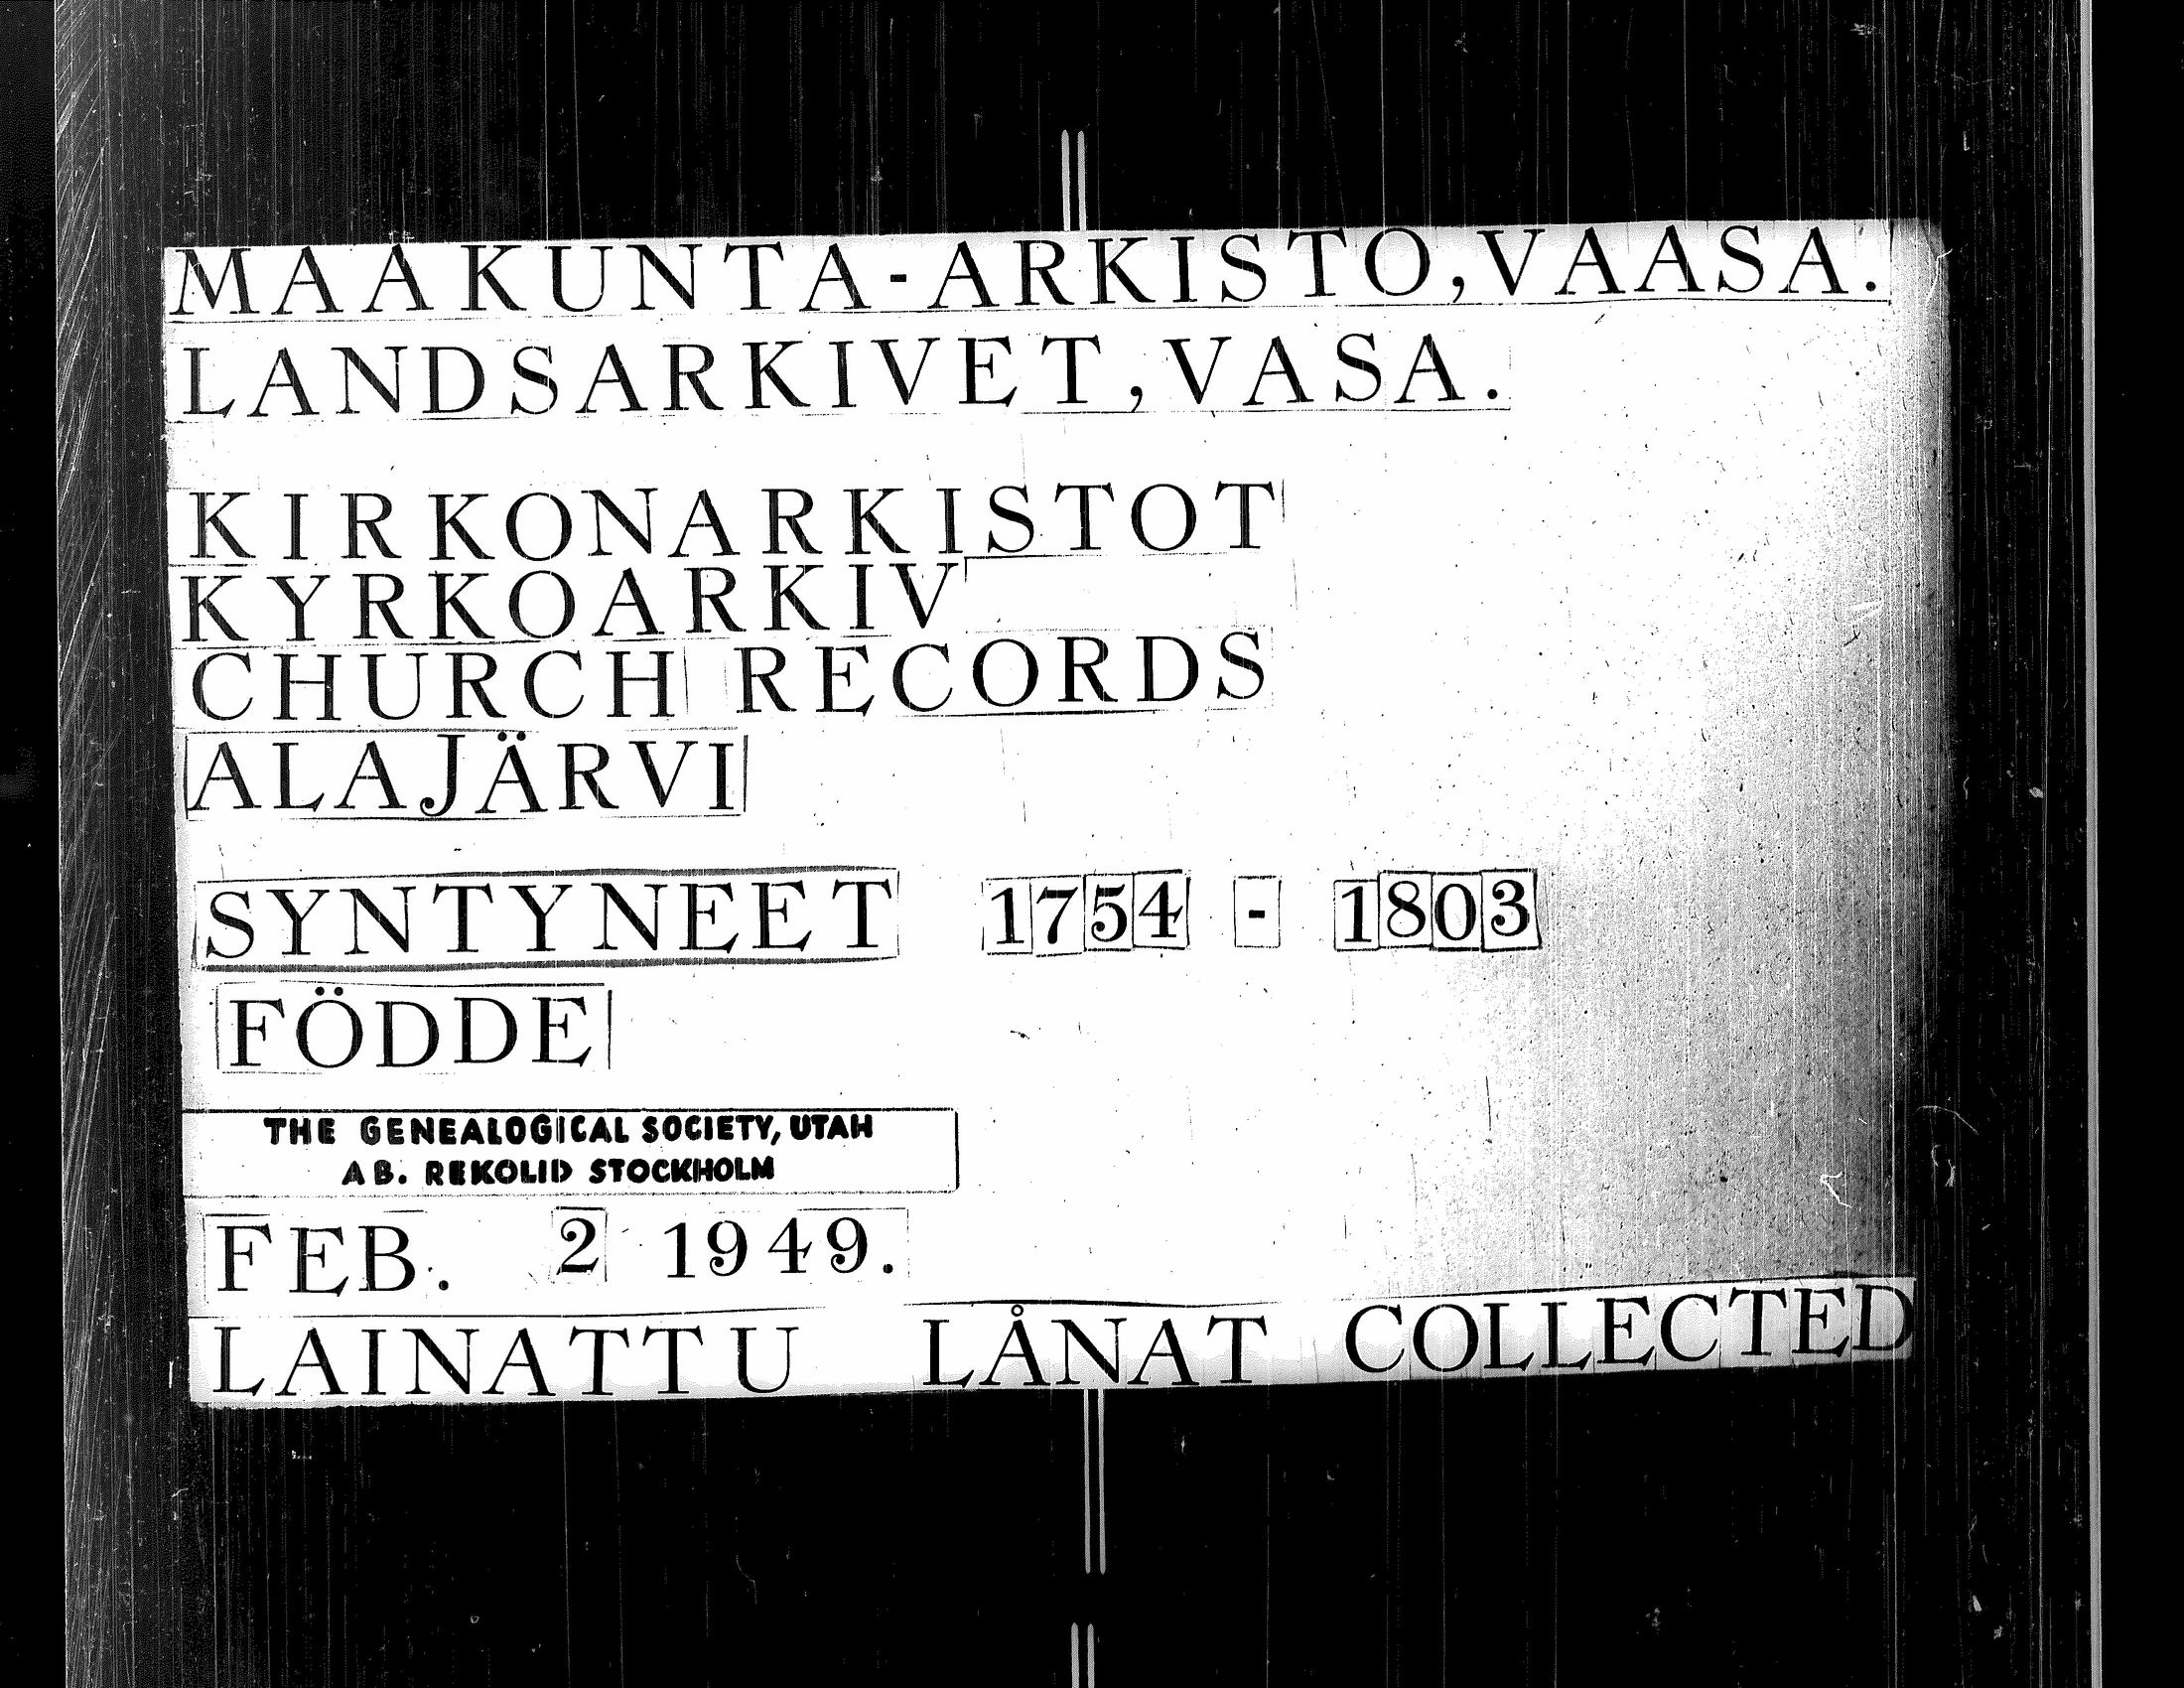 MAAKUNTA-ARKISTO, VAASA.
LANDSARKIVET, VASA.
KIRKONARKISTOT
KYRKOARKIV
CHURCH RECORDS
ALAJÄRVI
SYNTYNEET 1754 - 1803
FÖDDE
THE GENEALOGICAL SOCIETY, UTAH
AB. REKOLID STOCKHOLM
FEB. 2 1949.
LAINATTU LÅNAT COLLECTED